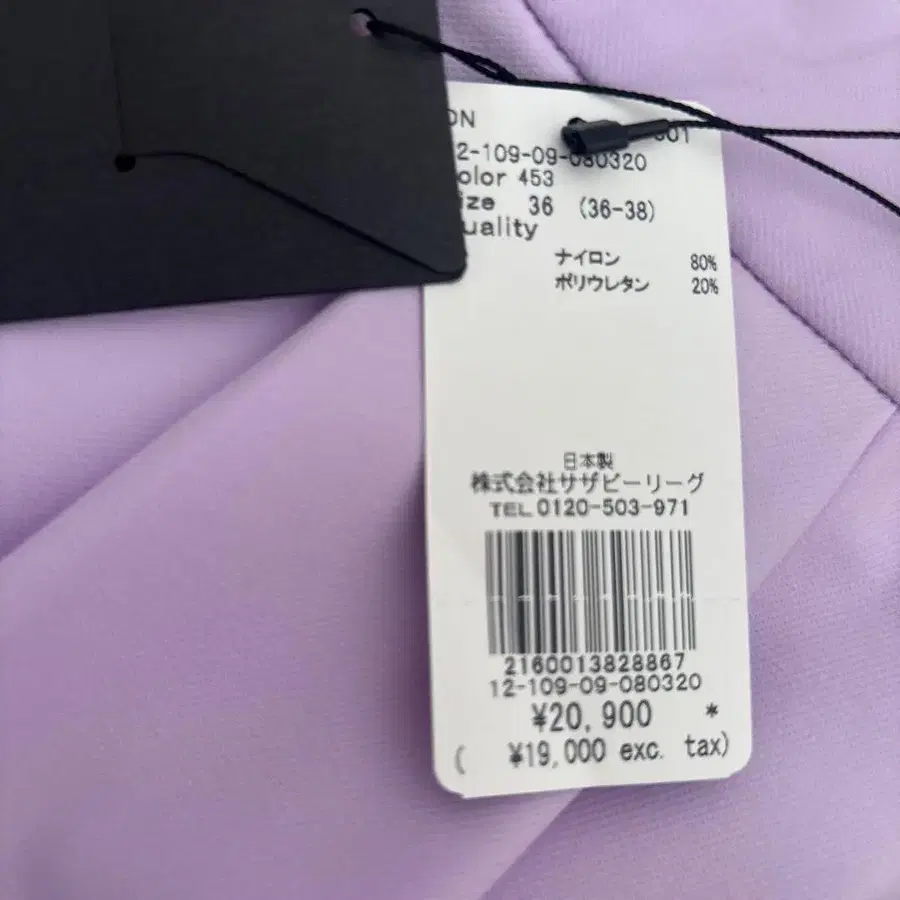 ON 001
2-109-09-080320
olor 453
ize 36 (36-38)
uality
ナイロン 80%
ポリウレタン 20%
日本製
株式会社サザビーリーグ
TEL 0120-503-971
2160013828867
12-109-09-080320
¥20,900 *
( ¥19,000 exc. tax)